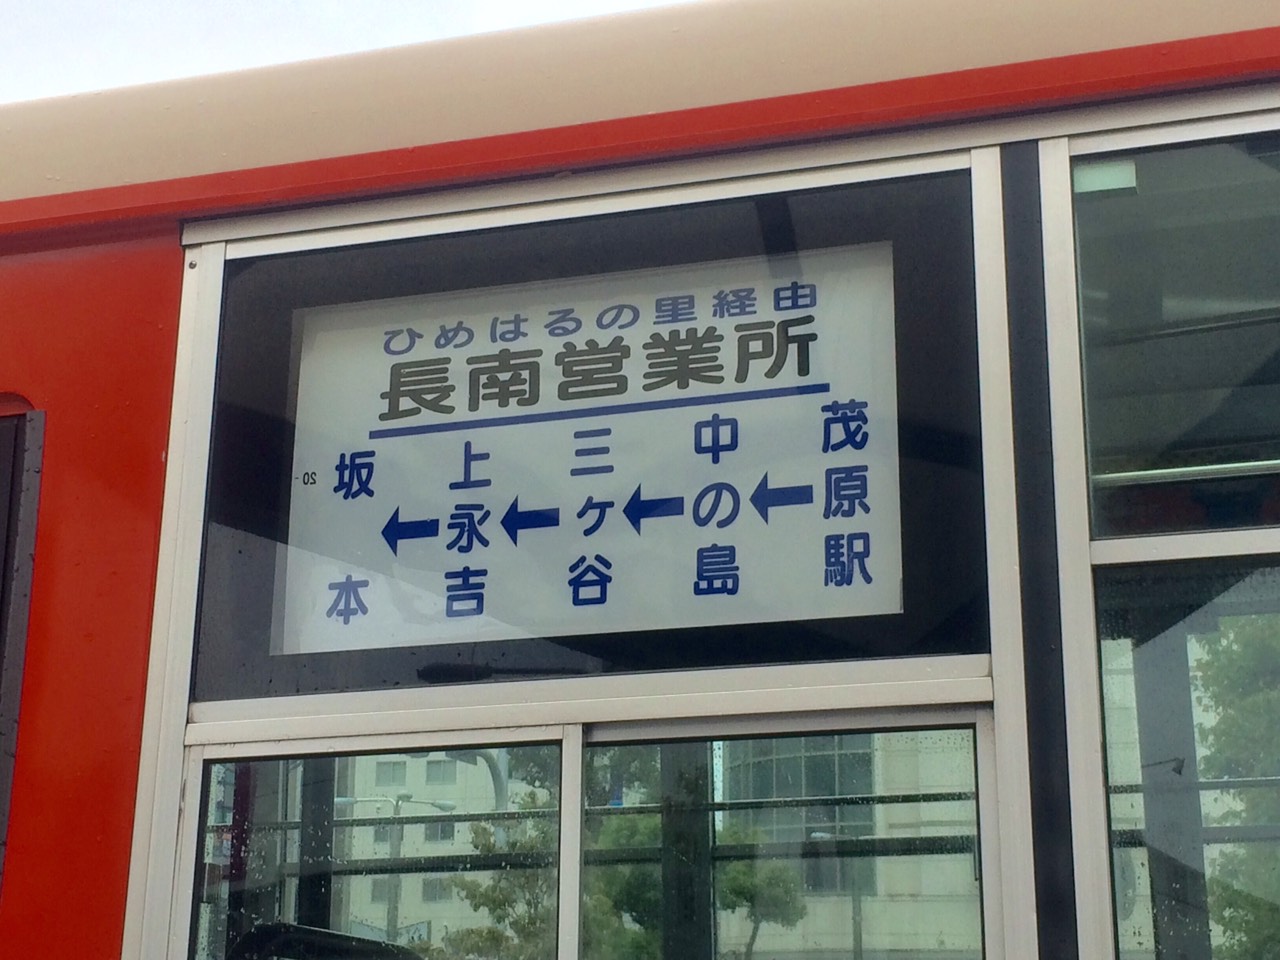 ひめはるの里経由
長南営業所
茂原駅
←
中の島
←
三ヶ谷
←
上永吉
←
坂本
20-